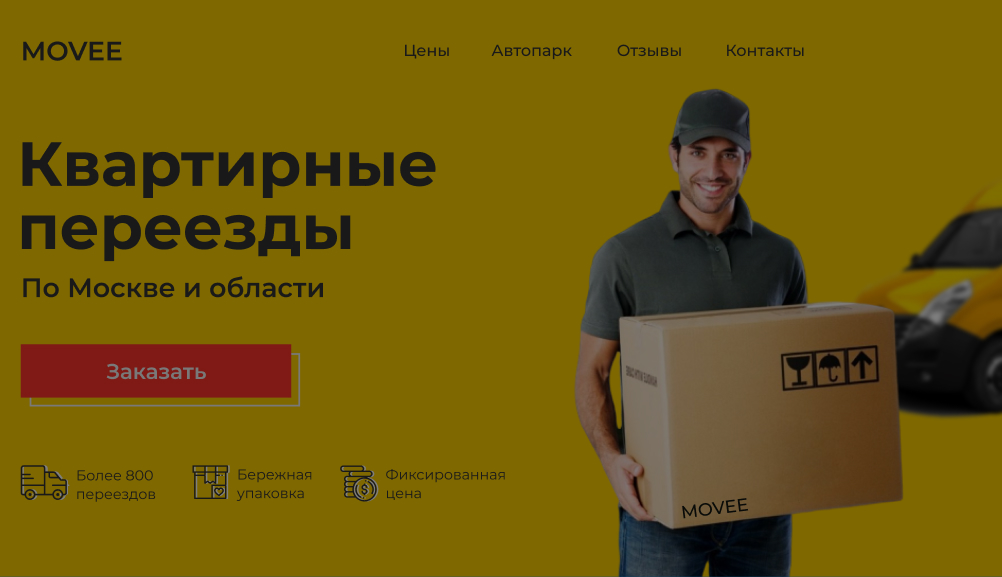 MOVEE
Цены
Автопарк
Отзывы
Контакты
Квартирные
переезды
По Москве и области
Заказать
Более 800
переездов
Бережная
упаковка
Фиксированная
цена
MOVEE